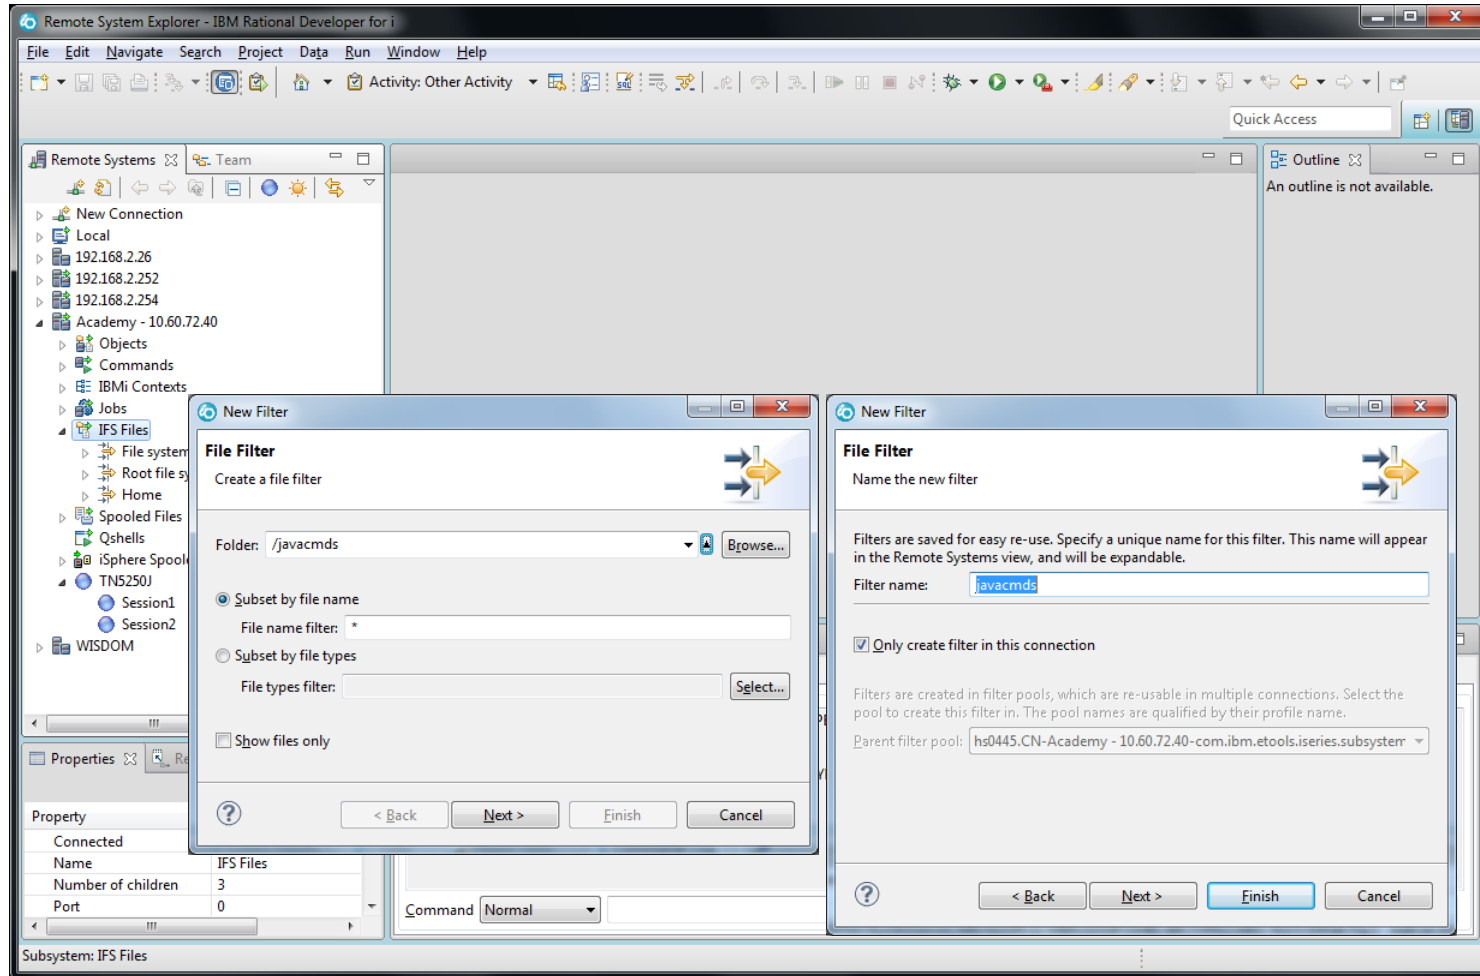 Remote System Explorer - IBM Rational Developer for i
File Edit Navigate Search Project Data Run Window Help
Activity: Other Activity
Quick Access
Remote Systems Team
Outline
An outline is not available.
New Connection
Local
192.168.2.26
192.168.2.252
192.168.2.254
Academy - 10.60.72.40
Objects
Commands
IBMi Contexts
Jobs
IFS Files
File system
Root file sy
Home
Spooled Files
Qshells
iSphere Spoole
TN5250J
Session1
Session2
WISDOM
New Filter
File Filter
Create a file filter
Folder: /javacmds
Browse...
Subset by file name
File name filter: *
Subset by file types
File types filter:
Select...
Show files only
< Back Next > Finish Cancel
New Filter
File Filter
Name the new filter
Filters are saved for easy re-use. Specify a unique name for this filter. This name will appear
in the Remote Systems view, and will be expandable.
Filter name: javacmds
Only create filter in this connection
Filters are created in filter pools, which are re-usable in multiple connections. Select the
pool to create this filter in. The pool names are qualified by their profile name.
Parent filter pool: hs0445.CN-Academy - 10.60.72.40-com.ibm.etools.iseries.subsystem
< Back Next > Finish Cancel
Properties Re
Property
Connected
Name IFS Files
Number of children 3
Port 0
Command Normal
Subsystem: IFS Files